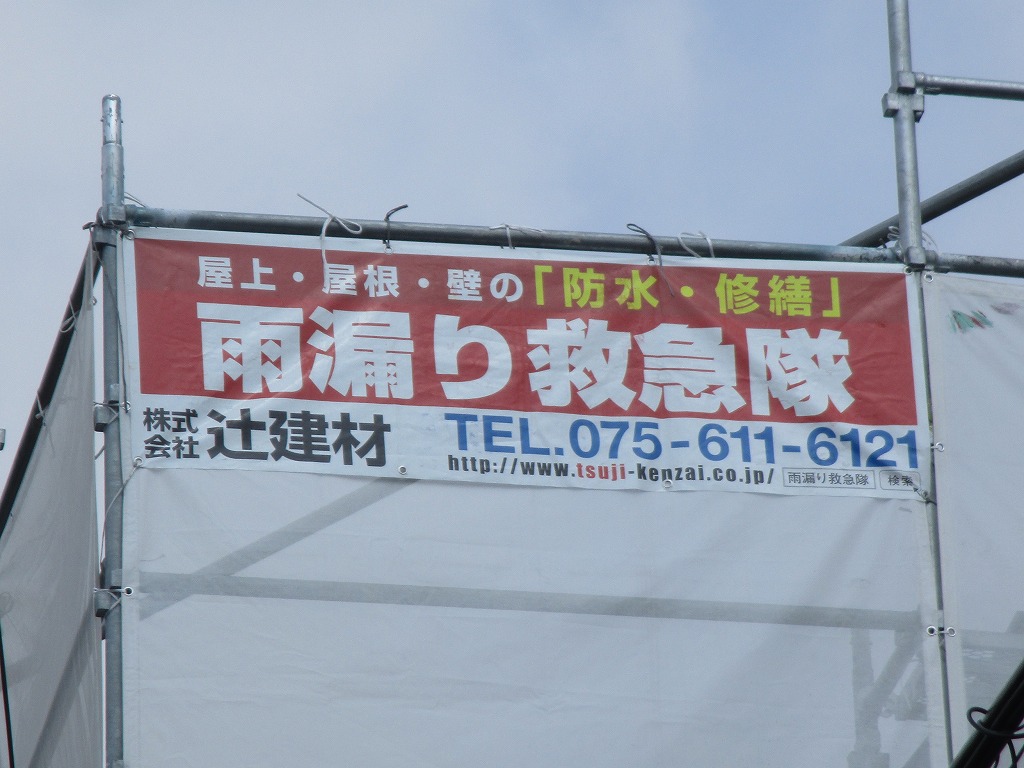 屋上・屋根・壁の「防水・修繕」
雨漏り救急隊
株式会社 辻建材
TEL.075-611-6121
http://www.tsuji-kenzai.co.jp/ 雨漏り救急隊 検索